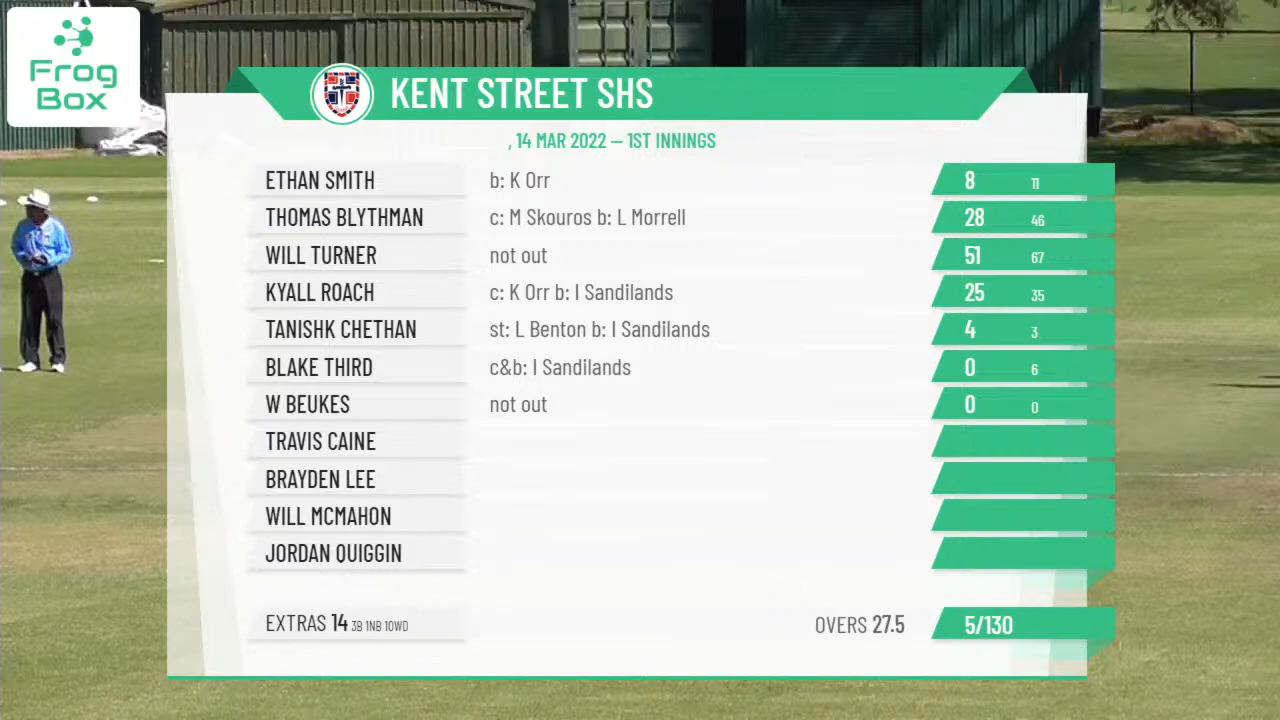 Frog
Box
KENT STREET SHS
, 14 MAR 2022 – 1ST INNINGS
ETHAN SMITH b: K Orr 8 11
THOMAS BLYTHMAN c: M Skouros b: L Morrell 28 46
WILL TURNER not out 51 67
KYALL ROACH c: K Orr b: I Sandilands 25 35
TANISHK CHETHAN st: L Benton b: I Sandilands 4 3
BLAKE THIRD c&b: I Sandilands 0 6
W BEUKES not out 0 0
TRAVIS CAINE
BRAYDEN LEE
WILL MCMAHON
JORDAN QUIGGIN
EXTRAS 14 3B 1NB 10WD OVERS 27.5 5/130